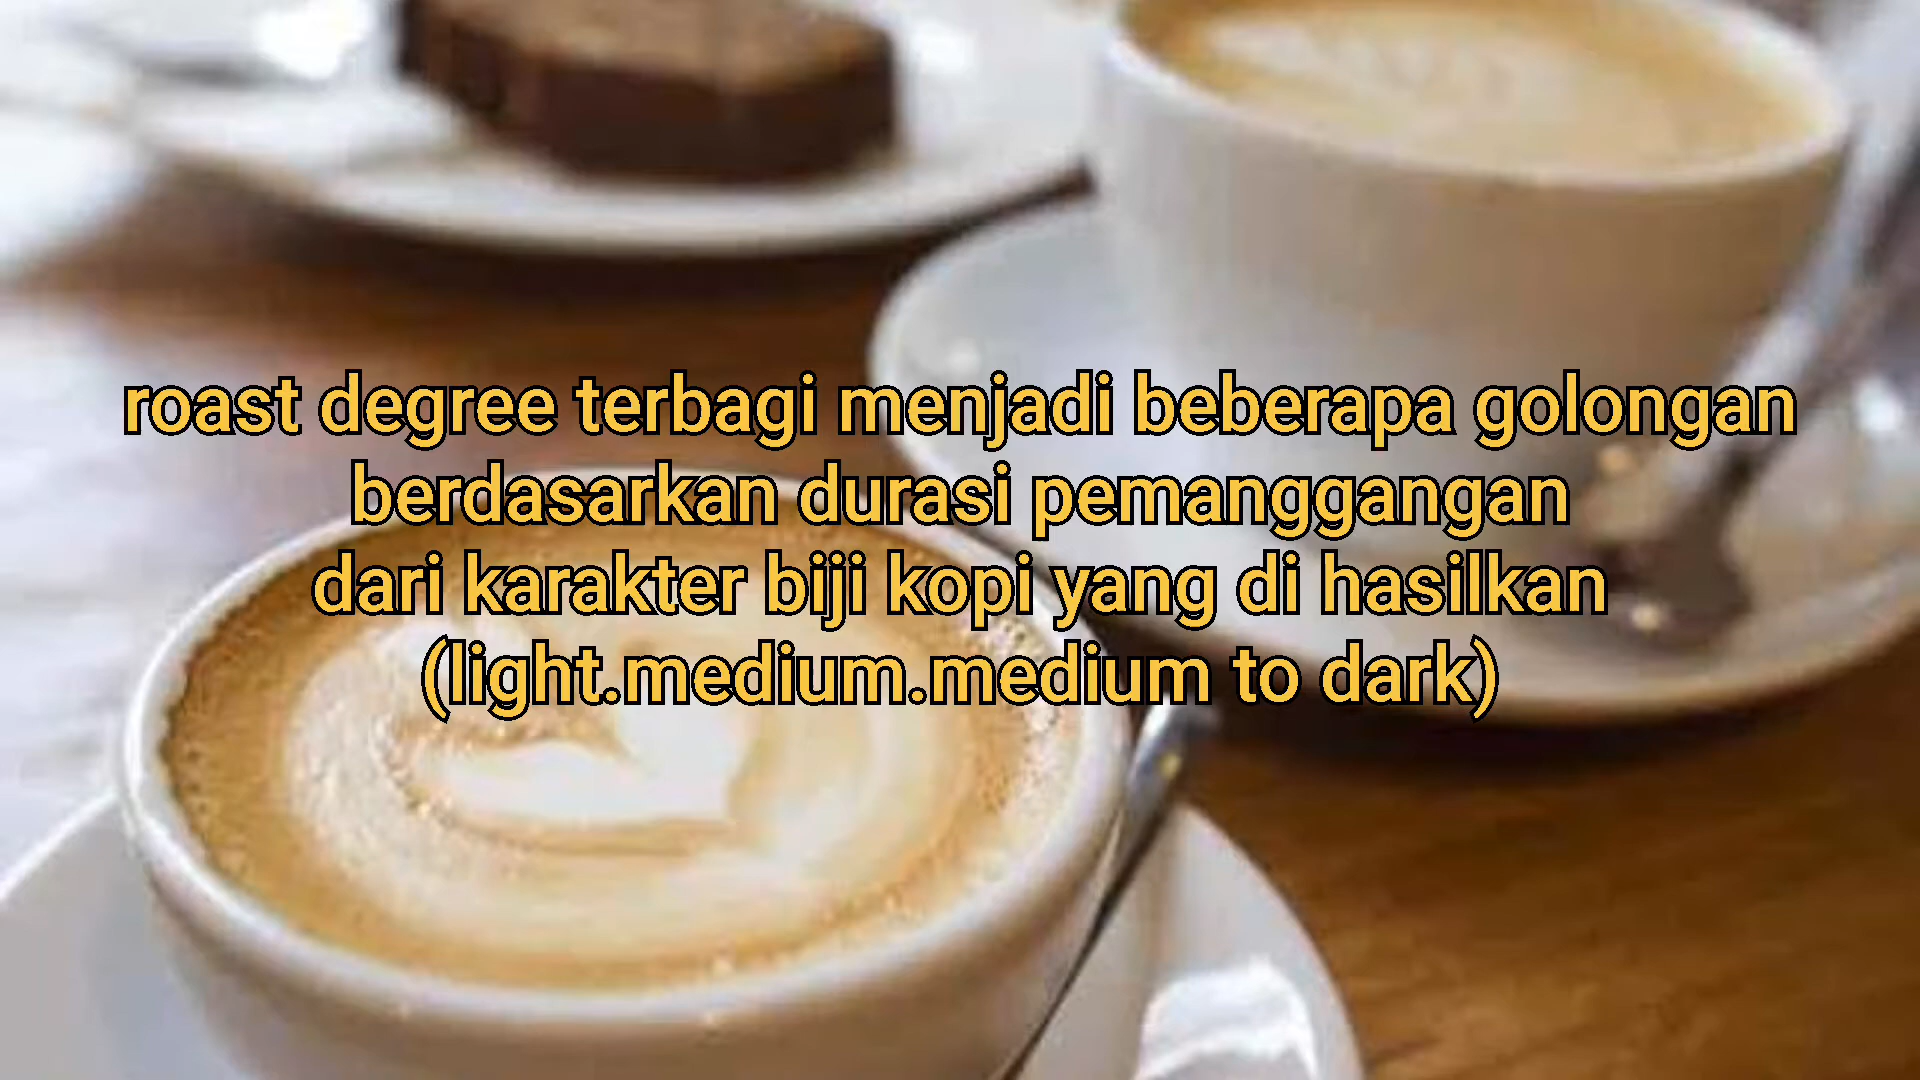 roast degree terbagi menjadi beberapa golongan
berdasarkan durasi pemanggangan
dari karakter biji kopi yang di hasilkan
(light.medium.medium to dark)